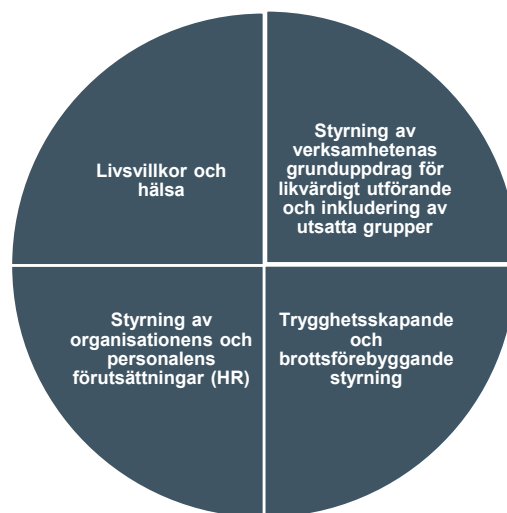 Livsvillkor och
hälsa
Styrning av
verksamhetenas
grunduppdrag för
likvärdigt utförande
och inkludering av
utsatta grupper
Styrning av
organisationens och
personalens
förutsättningar (HR)
Trygghetsskapande
och
brottsförebyggande
styrning